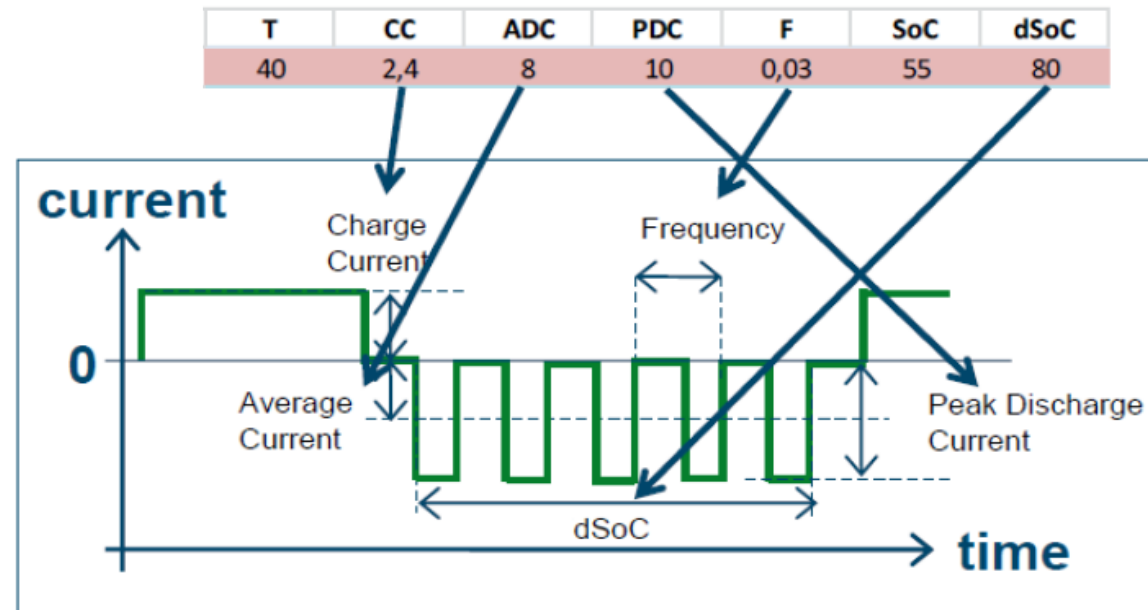 T CC ADC PDC F SoC dSoC
40 2,4 8 10 0,03 55 80
current
Charge
Current
Frequency
0
Average
Current
Peak Discharge
Current
dSoC
time